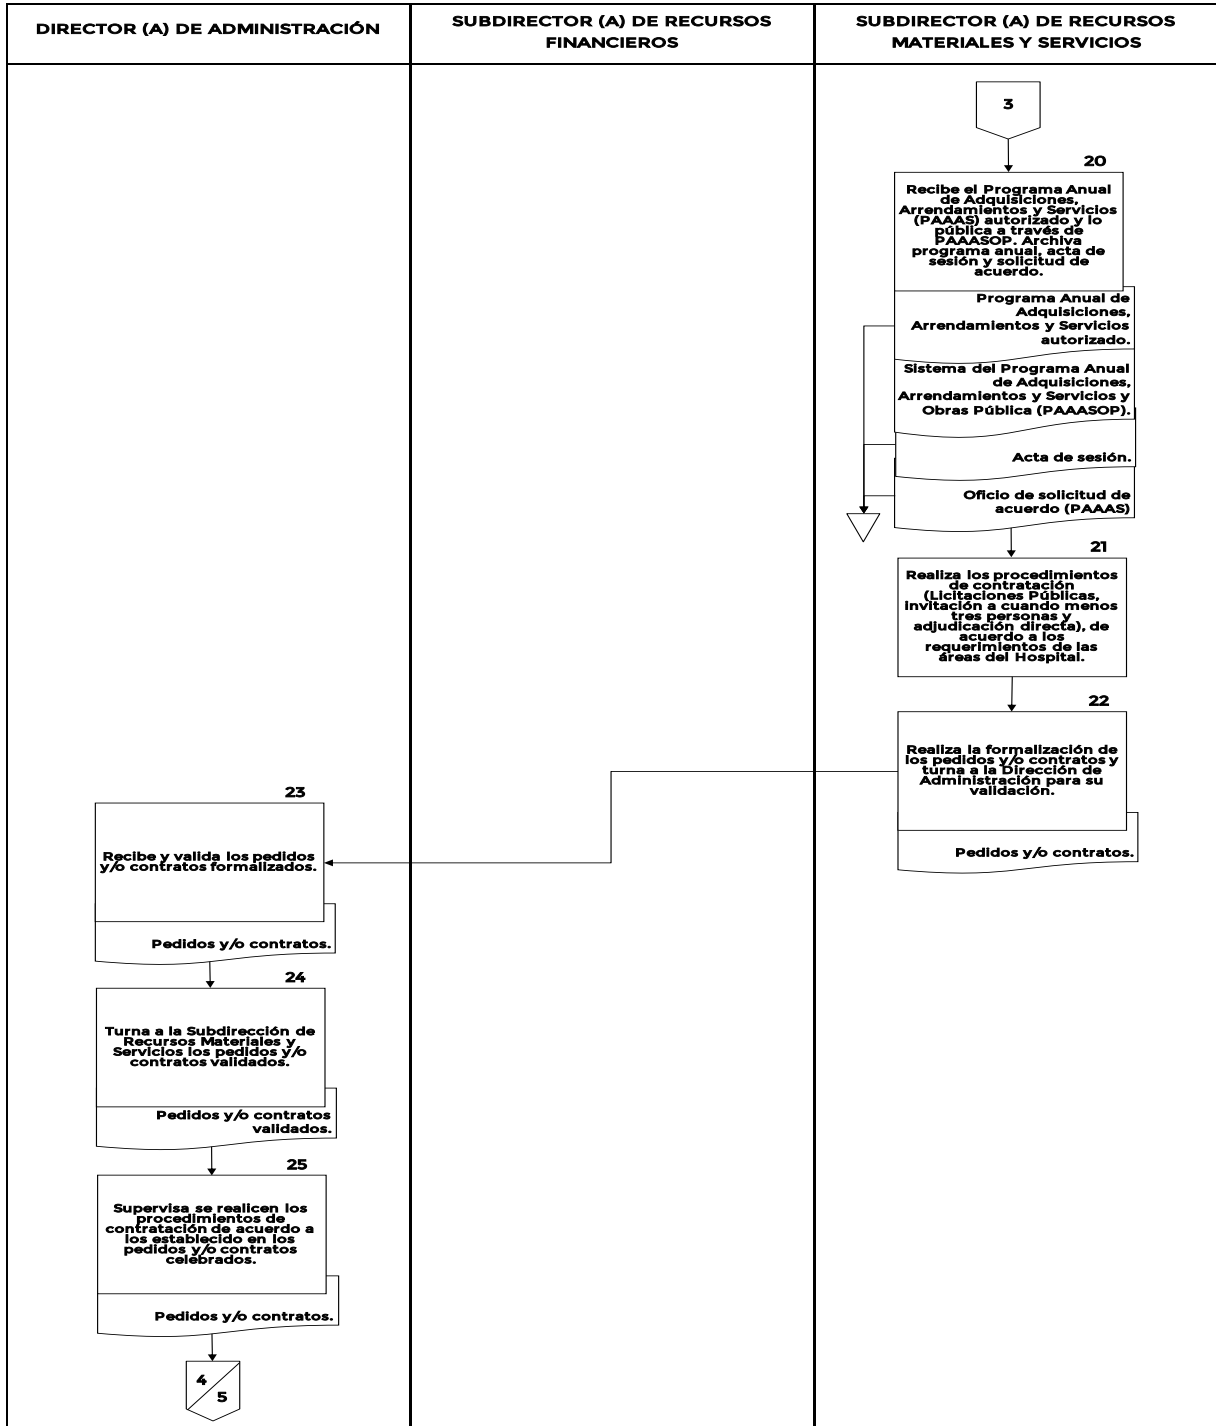 DIRECTOR (A) DE ADMINISTRACIÓN
SUBDIRECTOR (A) DE RECURSOS
FINANCIEROS
SUBDIRECTOR (A) DE RECURSOS
MATERIALES Y SERVICIOS
3
20
Recibe el Programa Anual
de Adquisiciones,
Arrendamientos y Servicios
(PAAAS) autorizado y lo
pública a través de
PAAASOP. Archiva
programa anual, acta de
sesión y solicitud de
acuerdo.
Programa Anual de
Adquisiciones,
Arrendamientos y Servicios
autorizado.
Sistema del Programa Anual
de Adquisiciones,
Arrendamientos y Servicios y
Obras Pública (PAAASOP).
Acta de sesión.
Oficio de solicitud de
acuerdo (PAAAS)
21
Realiza los procedimientos
de contratación
(Licitaciones Públicas,
invitación a cuando menos
tres personas y
adjudicación directa), de
acuerdo a los
requerimientos de las
áreas del Hospital.
22
Realiza la formalización de
los pedidos y/o contratos y
turna a la Dirección de
Administración para su
validación.
Pedidos y/o contratos.
23
Recibe y valida los pedidos
y/o contratos formalizados.
Pedidos y/o contratos.
24
Turna a la Subdirección de
Recursos Materiales y
Servicios los pedidos y/o
contratos validados.
Pedidos y/o contratos
validados.
25
Supervisa se realicen los
procedimientos de
contratación de acuerdo a
los establecido en los
pedidos y/o contratos
celebrados.
Pedidos y/o contratos.
4
5